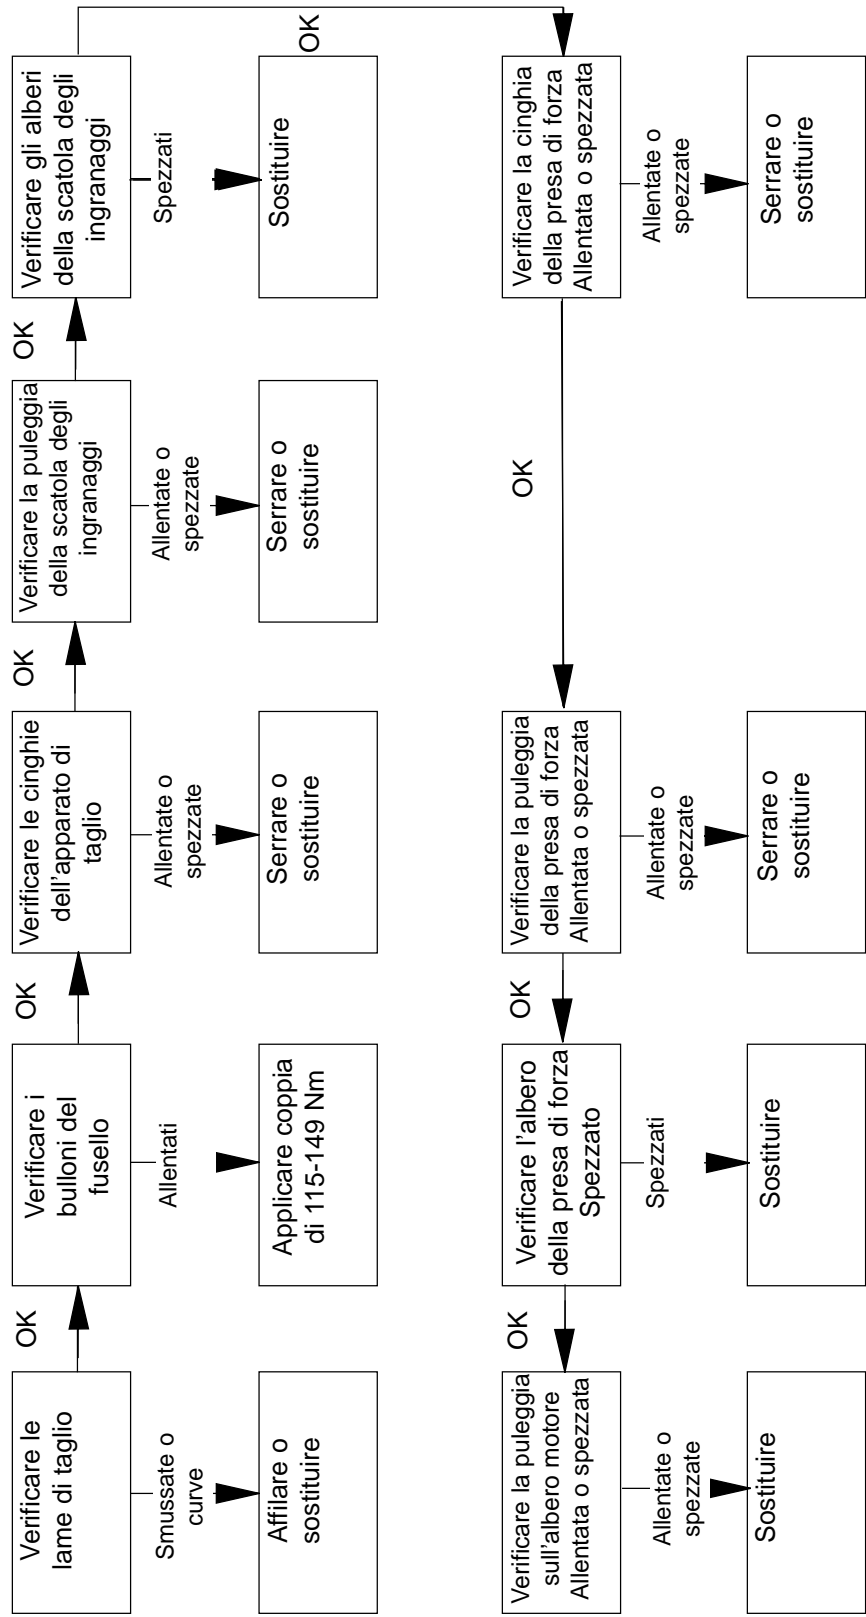 Verificare le
lame di taglio
Smussate o
curve
Affilare o
sostituire
OK
Verificare i
bulloni del
fusello
Allentati
Applicare coppia
di 115-149 Nm
OK
Verificare le cinghie
dell'apparato di
taglio
Allentate o
spezzate
Serrare o
sostituire
OK
Verificare la puleggia
della scatola degli
ingranaggi
Allentate o
spezzate
Serrare o
sostituire
OK
Verificare gli alberi
della scatola degli
ingranaggi
Spezzati
Sostituire
OK
Verificare la cinghia
della presa di forza
Allentata o spezzata
Allentate o
spezzate
Serrare o
sostituire
OK
Verificare la puleggia
della presa di forza
Allentata o spezzata
Allentate o
spezzate
Serrare o
sostituire
OK
Verificare l'albero
della presa di forza
Spezzato
Spezzati
Sostituire
OK
Verificare la puleggia
sull'albero motore
Allentata o spezzata
Allentate o
spezzate
Sostituire